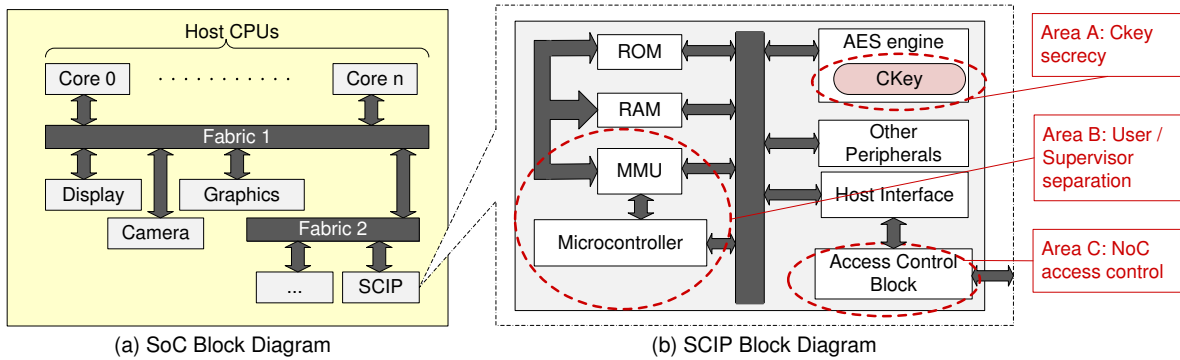 Host CPUs
Core 0
. . . . . . . . . . .
Core n
Fabric 1
Display
Graphics
Camera
Fabric 2
...
SCIP
(a) SoC Block Diagram
ROM
RAM
MMU
Microcontroller
AES engine
CKey
Other
Peripherals
Host Interface
Access Control
Block
Area A: Ckey
secrecy
Area B: User /
Supervisor
separation
Area C: NoC
access control
(b) SCIP Block Diagram